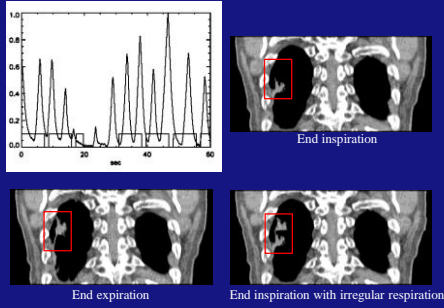 1.0
0.8
0.6
0.4
0.2
0.0
0 10 20 30 40 50 60
sec
End inspiration
End expiration
End inspiration with irregular respiration